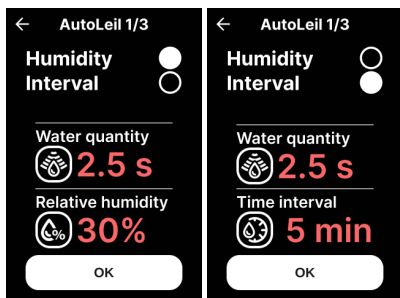 ← AutoLeil 1/3
Humidity
Interval
Water quantity
2.5 s
Relative humidity
% 30%
OK
← AutoLeil 1/3
Humidity
Interval
Water quantity
2.5 s
Time interval
5 min
OK